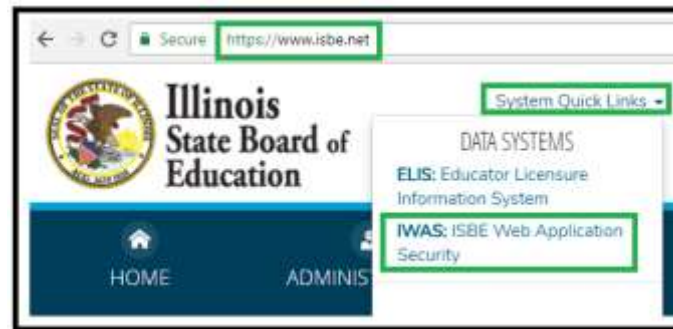 Secure https://www.isbe.net
Illinois
State Board of
Education
System Quick Links
DATA SYSTEMS
ELIS: Educator Licensure
Information System
IWAS: ISBE Web Application
Security
HOME
ADMINIS